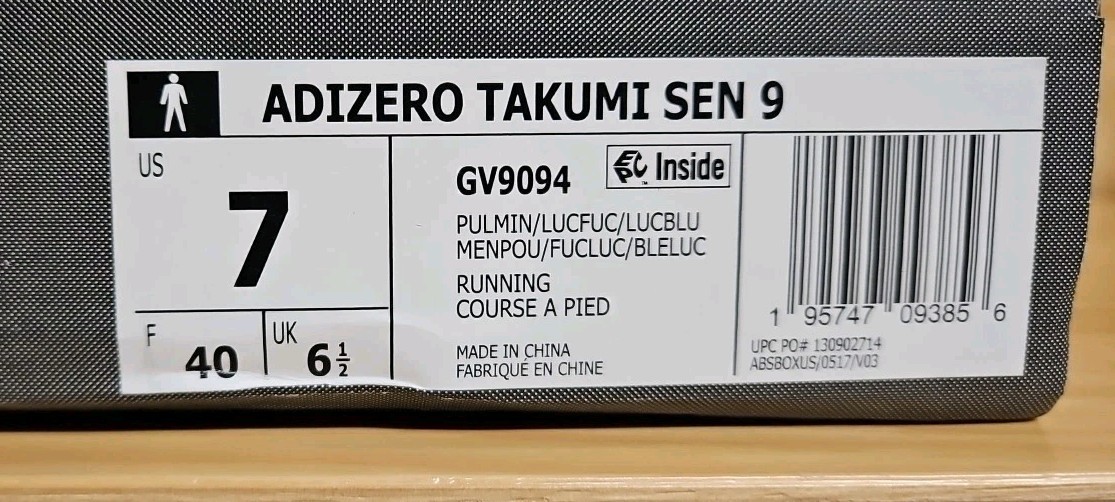 ADIZERO TAKUMI SEN 9
US
7
F
40
UK
6 1/2
GV9094
Inside
PULMIN/LUCFUC/LUCBLU
MENPOU/FUCLUC/BLELUC
RUNNING
COURSE A PIED
MADE IN CHINA
FABRIQUÉ EN CHINE
1 95747 09385 6
UPC PO# 130902714
ABSBOXUS/0517/V03